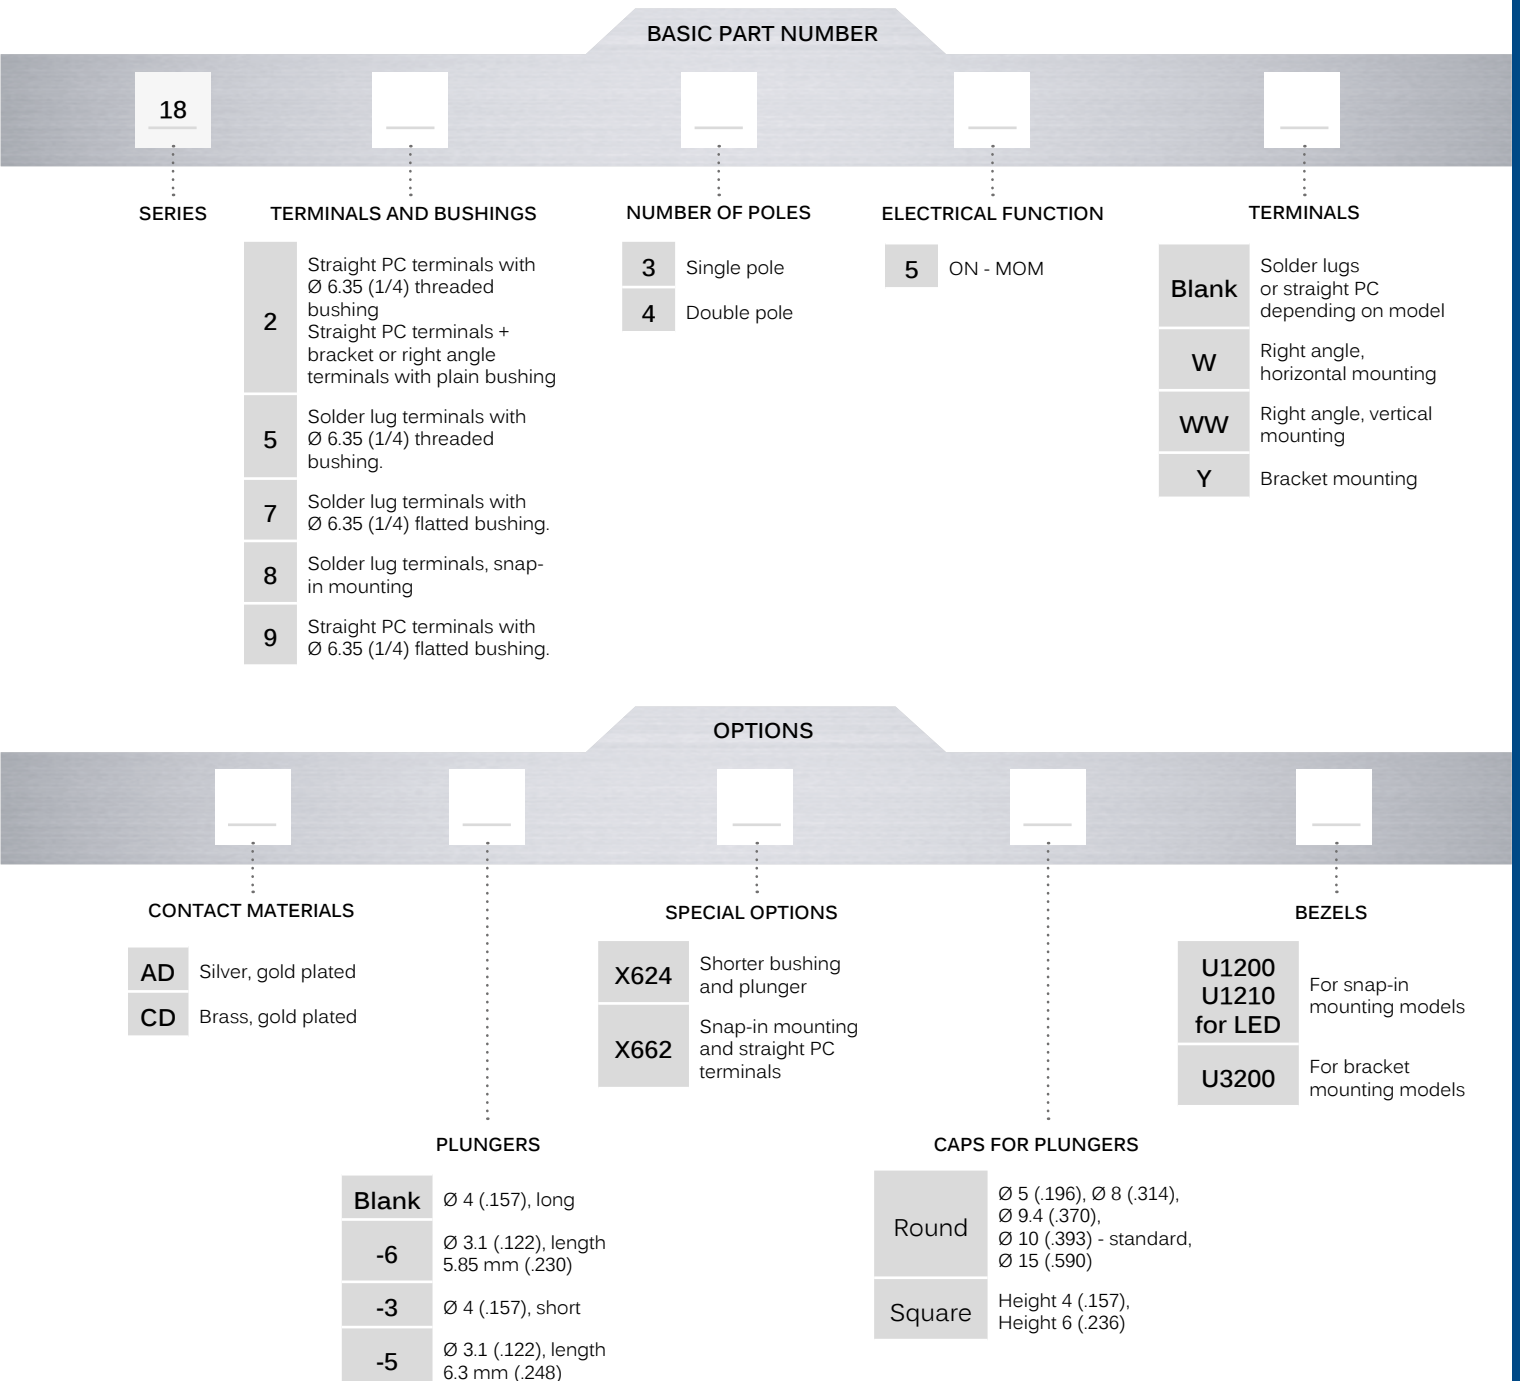 BASIC PART NUMBER
18
SERIES
TERMINALS AND BUSHINGS
2
Straight PC terminals with
Ø 6.35 (1/4) threaded
bushing
Straight PC terminals +
bracket or right angle
terminals with plain bushing
5
Solder lug terminals with
Ø 6.35 (1/4) threaded
bushing.
7
Solder lug terminals with
Ø 6.35 (1/4) flatted bushing.
8
Solder lug terminals, snap-
in mounting
9
Straight PC terminals with
Ø 6.35 (1/4) flatted bushing.
NUMBER OF POLES
3
Single pole
4
Double pole
ELECTRICAL FUNCTION
5
ON - MOM
TERMINALS
Blank
Solder lugs
or straight PC
depending on model
W
Right angle,
horizontal mounting
WW
Right angle, vertical
mounting
Y
Bracket mounting
OPTIONS
CONTACT MATERIALS
AD
Silver, gold plated
CD
Brass, gold plated
PLUNGERS
Blank
Ø 4 (.157), long
-6
Ø 3.1 (.122), length
5.85 mm (.230)
-3
Ø 4 (.157), short
-5
Ø 3.1 (.122), length
6.3 mm (.248)
SPECIAL OPTIONS
X624
Shorter bushing
and plunger
X662
Snap-in mounting
and straight PC
terminals
CAPS FOR PLUNGERS
Round
Ø 5 (.196), Ø 8 (.314),
Ø 9.4 (.370),
Ø 10 (.393) - standard,
Ø 15 (.590)
Square
Height 4 (.157),
Height 6 (.236)
BEZELS
U1200
U1210
for LED
For snap-in
mounting models
U3200
For bracket
mounting models